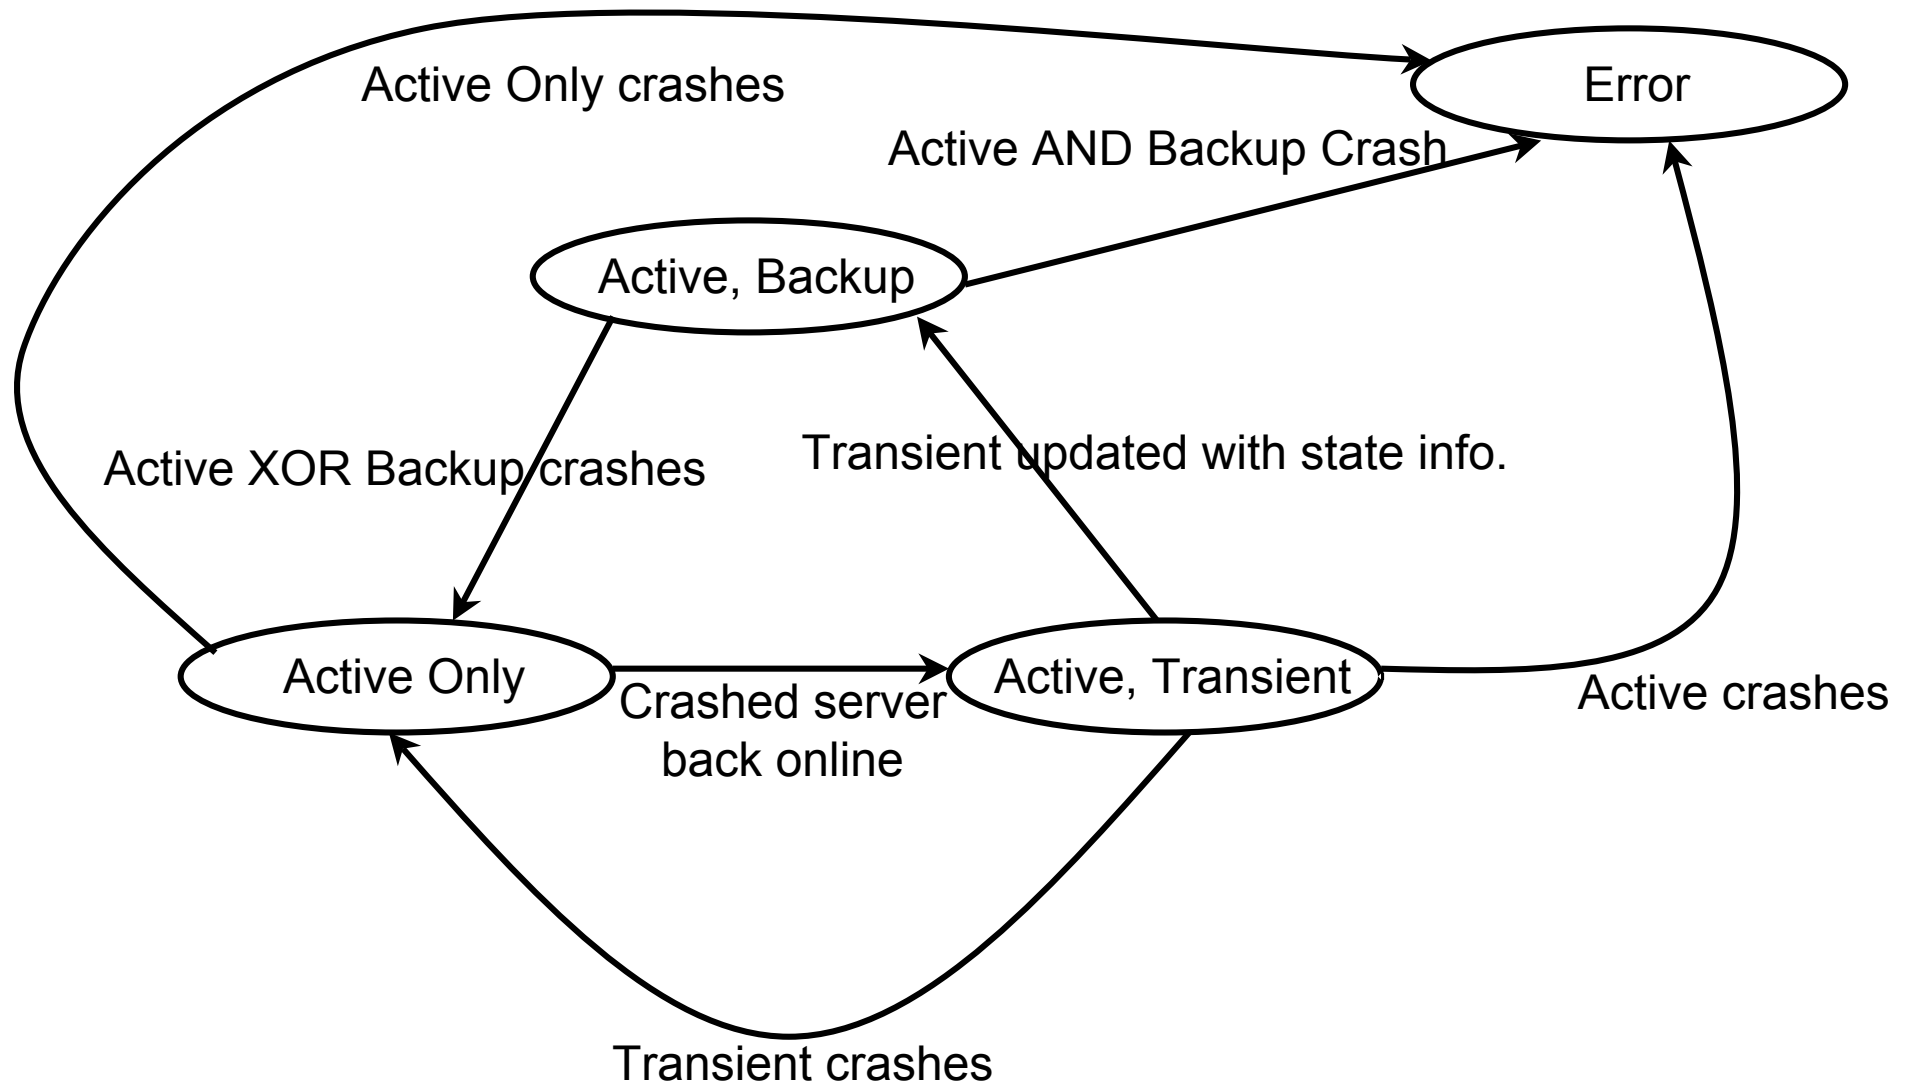 Active Only crashes
Error
Active AND Backup Crash
Active, Backup
Active XOR Backup crashes
Transient updated with state info.
Active Only
Crashed server
back online
Active, Transient
Active crashes
Transient crashes